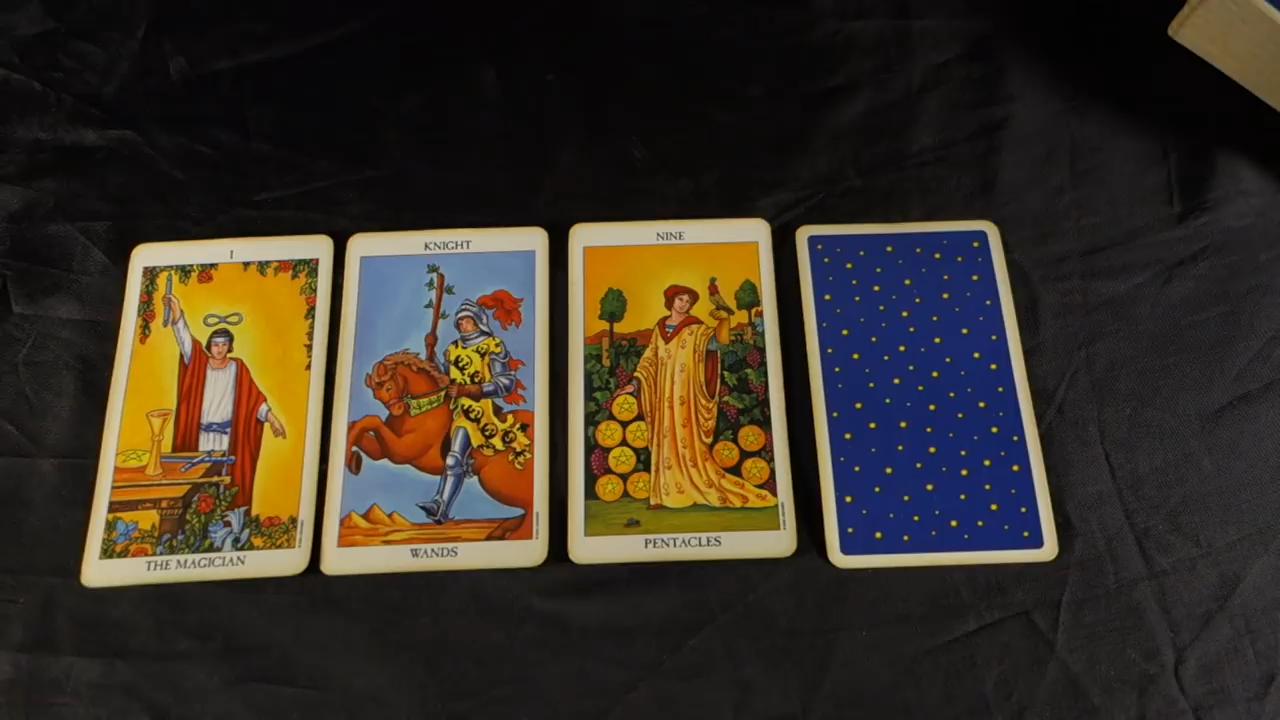 I
THE MAGICIAN
KNIGHT
WANDS
NINE
PENTACLES